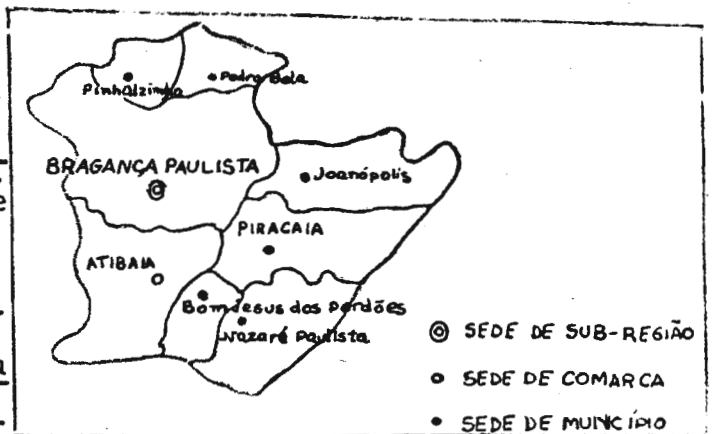 Pinhalzinho
Pedra Bela
BRAGANÇA PAULISTA
Joanópolis
PIRACAIA
ATIBAIA
Bom Jesus dos Perdões
Nazaré Paulista
SEDE DE SUB-REGIÃO
SEDE DE COMARCA
SEDE DE MUNICÍPIO